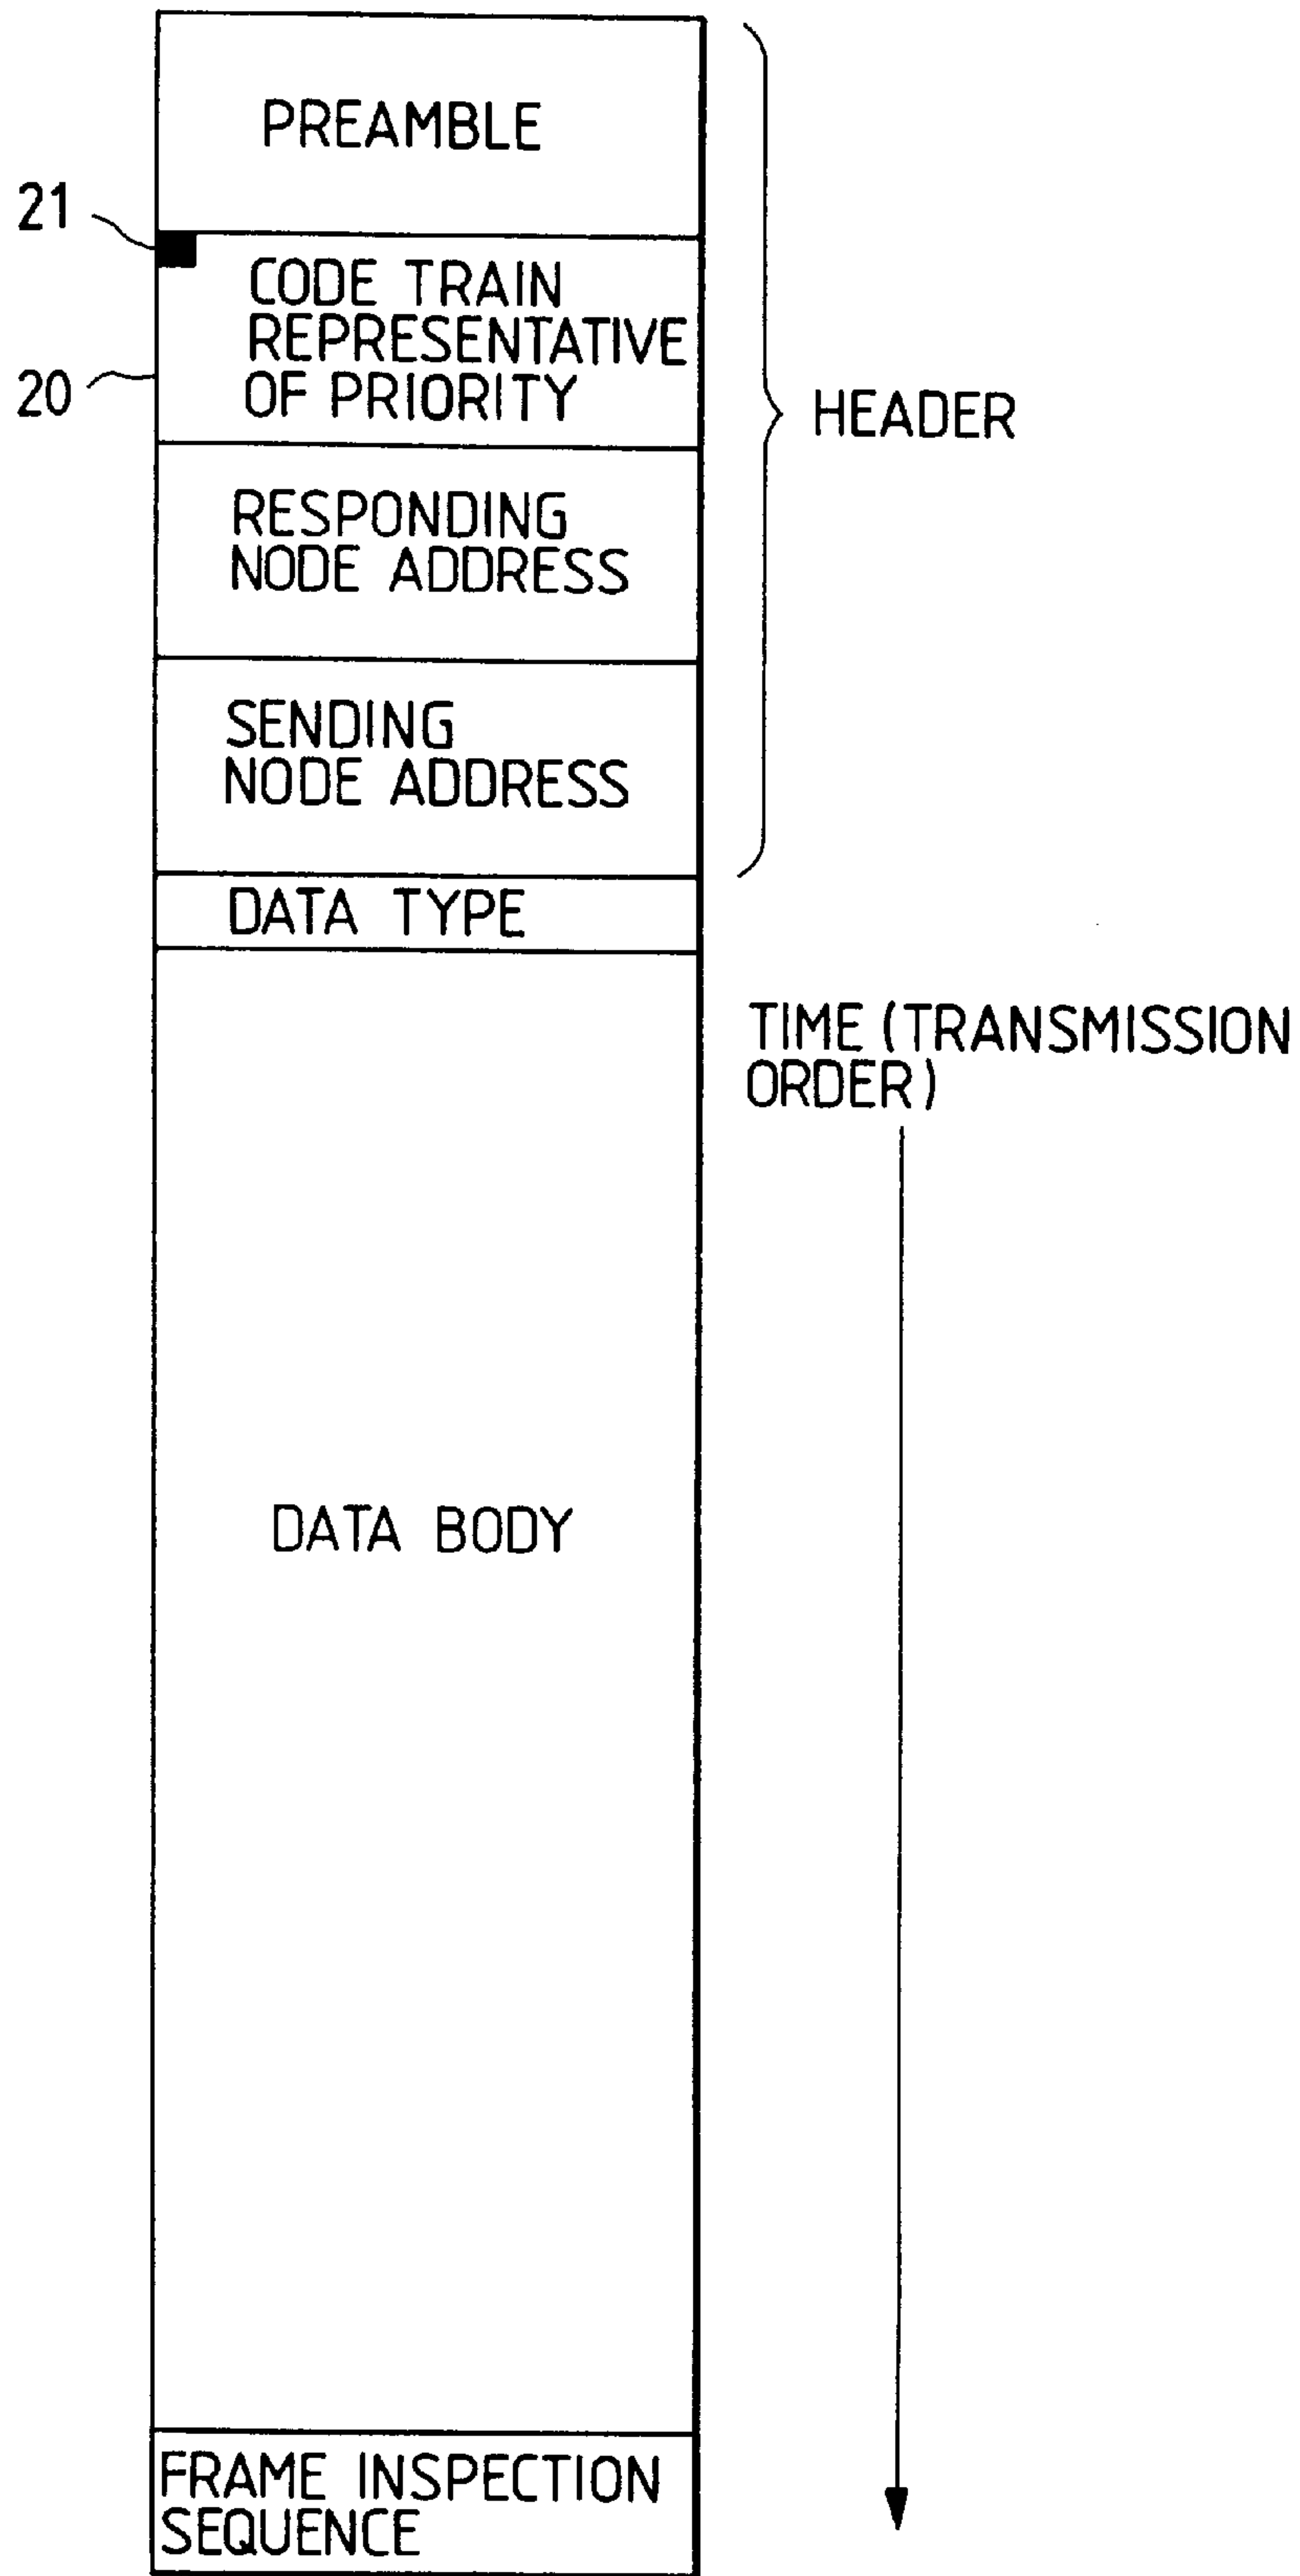 PREAMBLE
21
CODE TRAIN
REPRESENTATIVE
OF PRIORITY
20
HEADER
RESPONDING
NODE ADDRESS
SENDING
NODE ADDRESS
DATA TYPE
TIME (TRANSMISSION
ORDER)
DATA BODY
FRAME INSPECTION
SEQUENCE